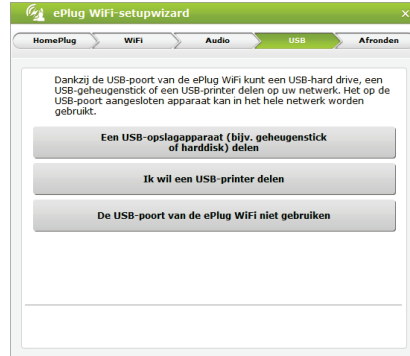 ePlug WiFi-setupwizard
HomePlug WiFi Audio USB Afronden
Dankzij de USB-poort van de ePlug WiFi kunt een USB-hard drive, een
USB-geheugenstick of een USB-printer delen op uw netwerk. Het op de
USB-poort aangesloten apparaat kan in het hele netwerk worden
gebruikt.
Een USB-opslagapparaat (bijv. geheugenstick
of harddisk) delen
Ik wil een USB-printer delen
De USB-poort van de ePlug WiFi niet gebruiken